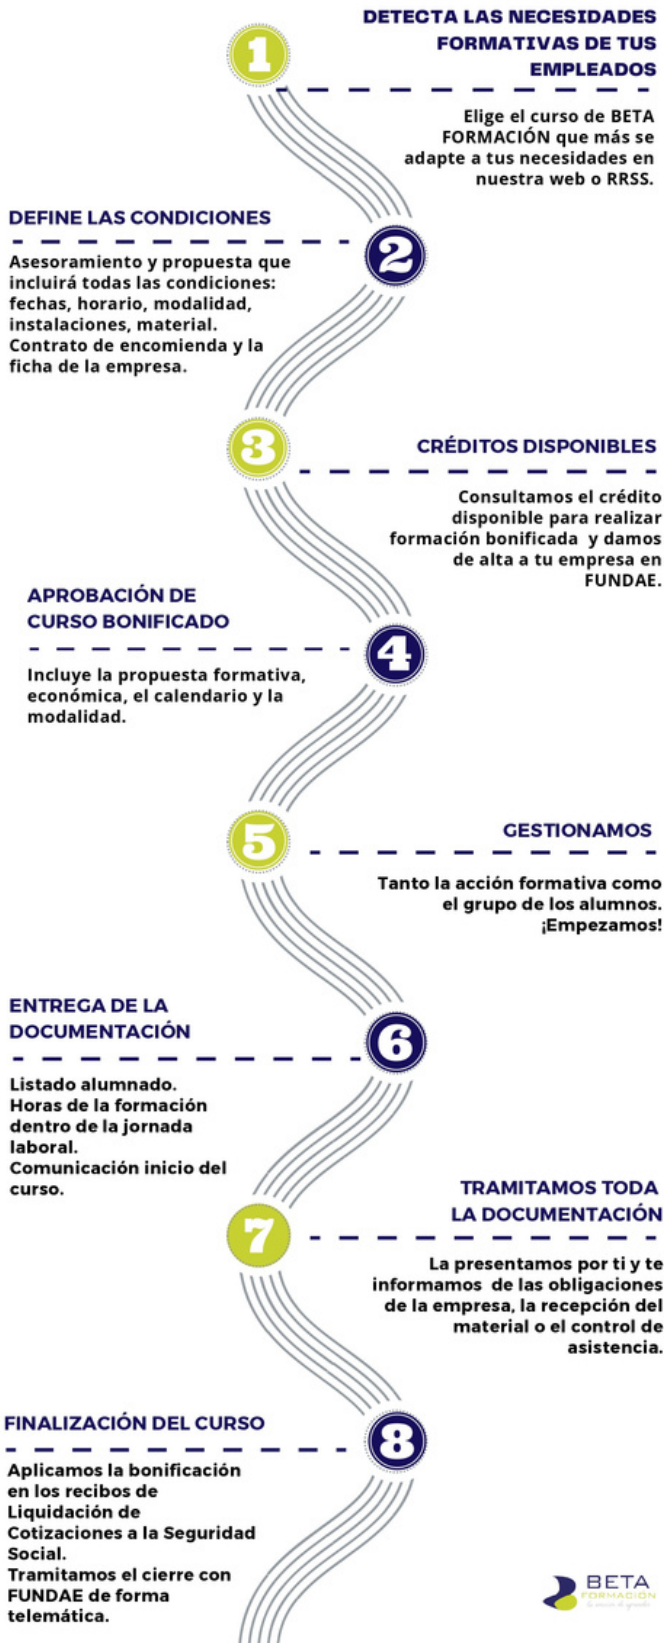 1
DETECTA LAS NECESIDADES
FORMATIVAS DE TUS
EMPLEADOS
Elige el curso de BETA
FORMACIÓN que más se
adapte a tus necesidades en
nuestra web o RRSS.
DEFINE LAS CONDICIONES
2
Asesoramiento y propuesta que
incluirá todas las condiciones:
fechas, horario, modalidad,
instalaciones, material.
Contrato de encomienda y la
ficha de la empresa.
3
CRÉDITOS DISPONIBLES
Consultamos el crédito
disponible para realizar
formación bonificada y damos
de alta a tu empresa en
FUNDAE.
APROBACIÓN DE
CURSO BONIFICADO
4
Incluye la propuesta formativa,
económica, el calendario y la
modalidad.
5
GESTIONAMOS
Tanto la acción formativa como
el grupo de los alumnos.
¡Empezamos!
ENTREGA DE LA
DOCUMENTACIÓN
6
Listado alumnado.
Horas de la formación
dentro de la jornada
laboral.
Comunicación inicio del
curso.
7
TRAMITAMOS TODA
LA DOCUMENTACIÓN
La presentamos por ti y te
informamos de las obligaciones
de la empresa, la recepción del
material o el control de
asistencia.
FINALIZACIÓN DEL CURSO
8
Aplicamos la bonificación
en los recibos de
Liquidación de
Cotizaciones a la Seguridad
Social.
Tramitamos el cierre con
FUNDAE de forma
telemática.
BETA
FORMACIÓN